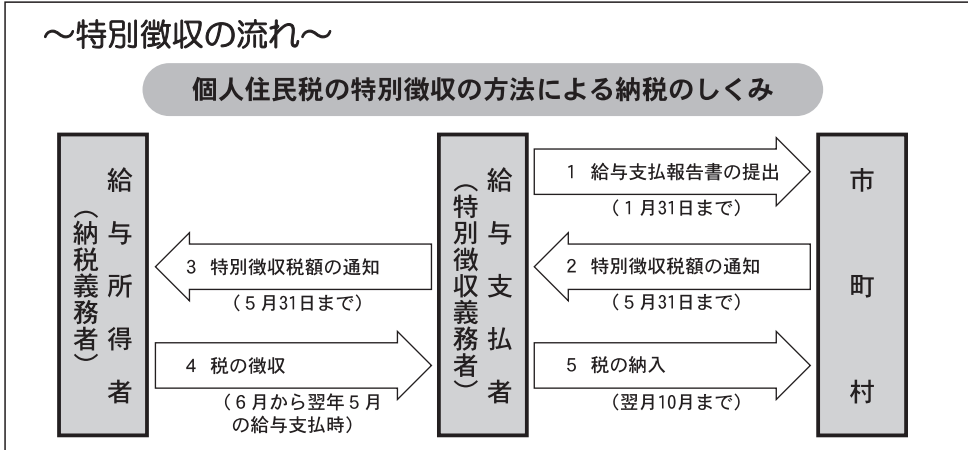 ～特別徴収の流れ～
個人住民税の特別徴収の方法による納税のしくみ
給与所得者
（納税義務者）
給与支払者
（特別徴収義務者）
市町村
1 給与支払報告書の提出
（1月31日まで）
2 特別徴収税額の通知
（5月31日まで）
3 特別徴収税額の通知
（5月31日まで）
4 税の徴収
（6月から翌年5月
の給与支払時）
5 税の納入
（翌月10月まで）